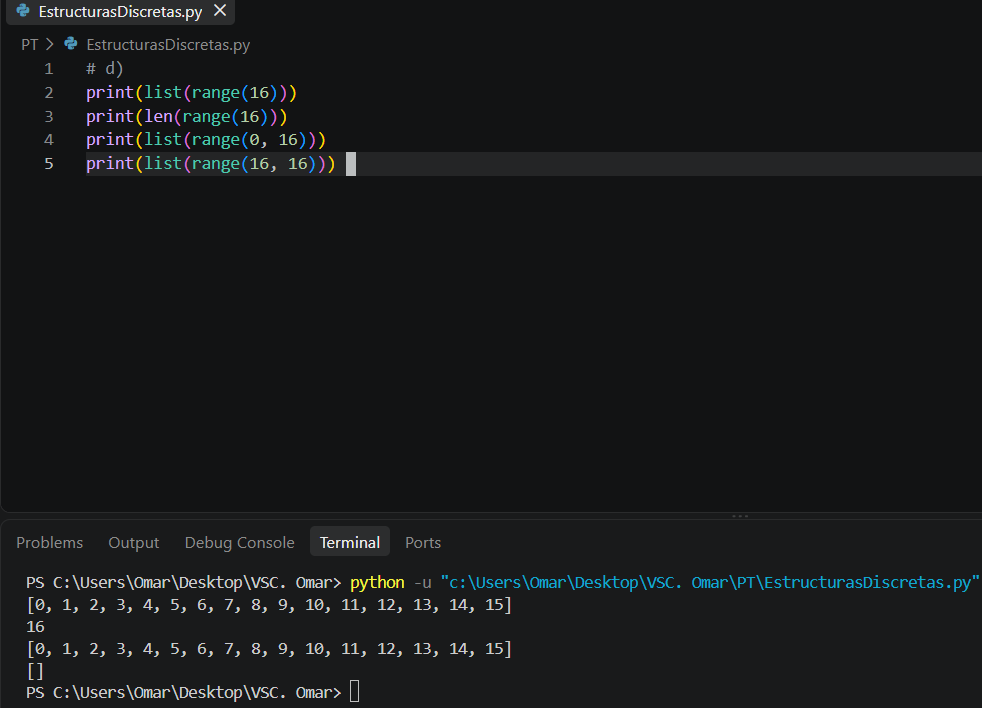 EstructurasDiscretas.py
PT > EstructurasDiscretas.py
1 # d)
2 print(list(range(16)))
3 print(len(range(16)))
4 print(list(range(0, 16)))
5 print(list(range(16, 16)))
Problems Output Debug Console Terminal Ports
PS C:\Users\Omar\Desktop\VSC. Omar> python -u "c:\Users\Omar\Desktop\VSC. Omar\PT\EstructurasDiscretas.py"
[0, 1, 2, 3, 4, 5, 6, 7, 8, 9, 10, 11, 12, 13, 14, 15]
16
[0, 1, 2, 3, 4, 5, 6, 7, 8, 9, 10, 11, 12, 13, 14, 15]
[]
PS C:\Users\Omar\Desktop\VSC. Omar>